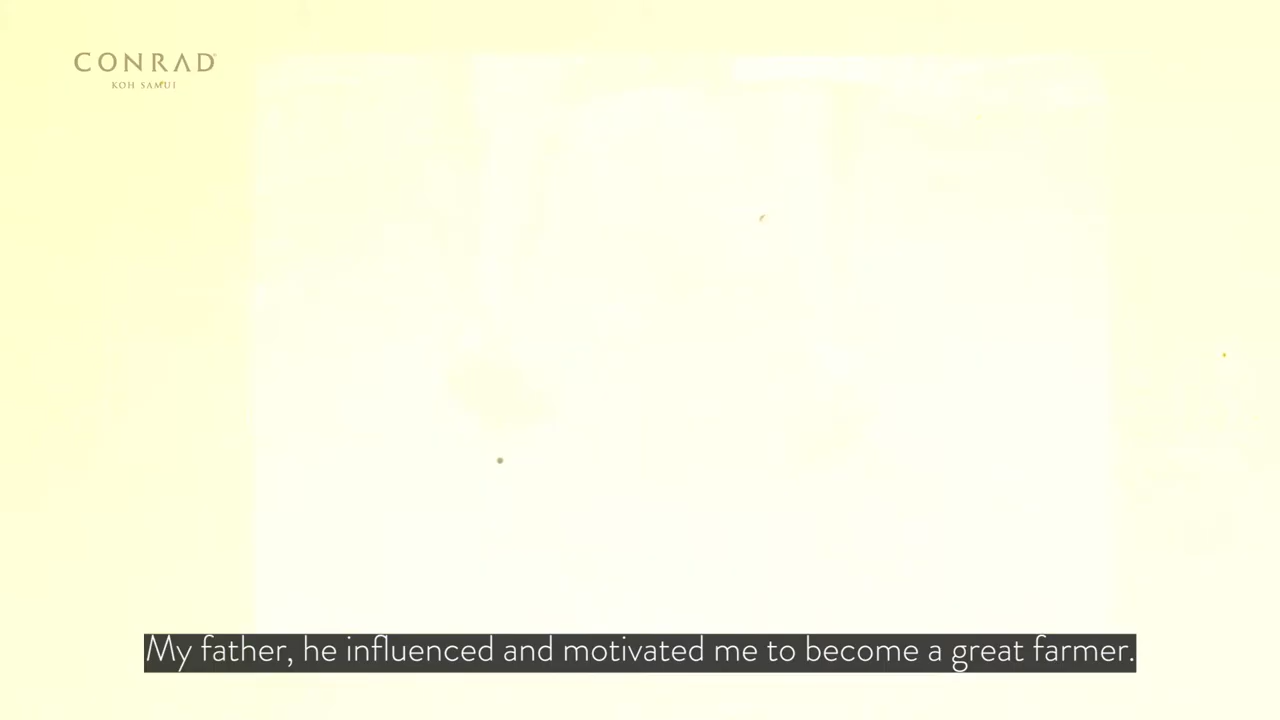 CONRAD
KOH SAMUI
My father, he influenced and motivated me to become a great farmer.